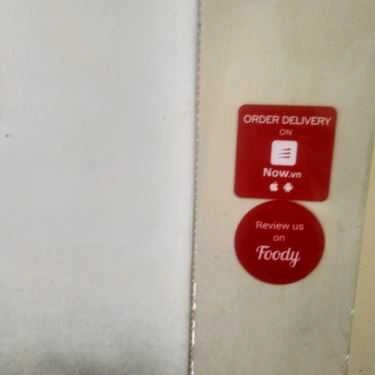 ORDER DELIVERY
ON
Now.vn
Review us
on
Foody